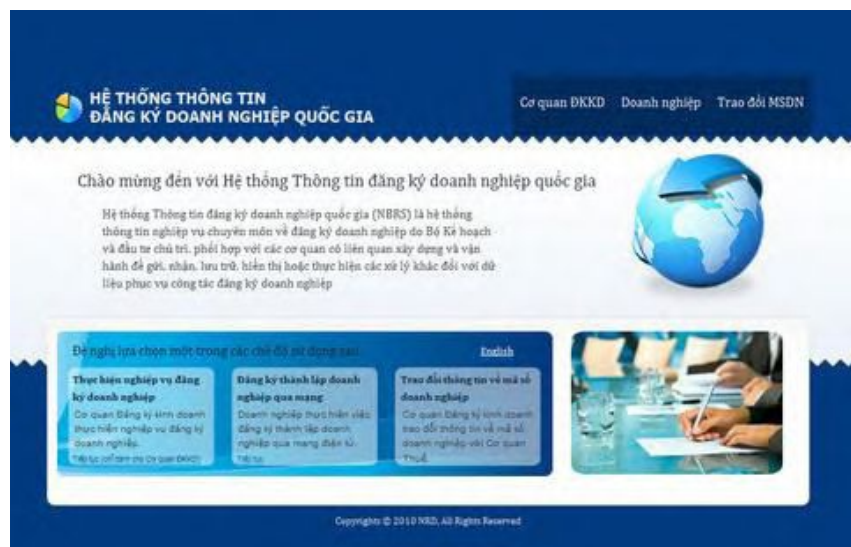 HỆ THỐNG THÔNG TIN
ĐĂNG KÝ DOANH NGHIỆP QUỐC GIA
Cơ quan ĐKKD Doanh nghiệp Trao đổi MSDN
Chào mừng đến với Hệ thống Thông tin đăng ký doanh nghiệp quốc gia
Hệ thống Thông tin đăng ký doanh nghiệp quốc gia (NBRS) là hệ thống
thông tin nghiệp vụ chuyên môn về đăng ký doanh nghiệp do Bộ Kế hoạch
và đầu tư chủ trì, phối hợp với các cơ quan có liên quan xây dựng và vận
hành để gửi, nhận, lưu trữ, hiển thị hoặc thực hiện các xử lý khác đối với dữ
liệu phục vụ công tác đăng ký doanh nghiệp
Đề nghị lựa chọn một trong các chế độ sử dụng sau
English
Thực hiện nghiệp vụ đăng
ký doanh nghiệp
Cơ quan Đăng ký kinh doanh
thực hiện nghiệp vụ đăng ký
doanh nghiệp.
Tiếp tục (chỉ dành cho Cơ quan ĐKKD)
Đăng ký thành lập doanh
nghiệp qua mạng
Doanh nghiệp thực hiện việc
đăng ký thành lập doanh
nghiệp qua mạng điện tử.
Tiếp tục
Trao đổi thông tin về mã số
doanh nghiệp
Cơ quan Đăng ký kinh doanh
trao đổi thông tin về mã số
doanh nghiệp với Cơ quan
Thuế
Copyrights © 2010 NRD, All Rights Reserved